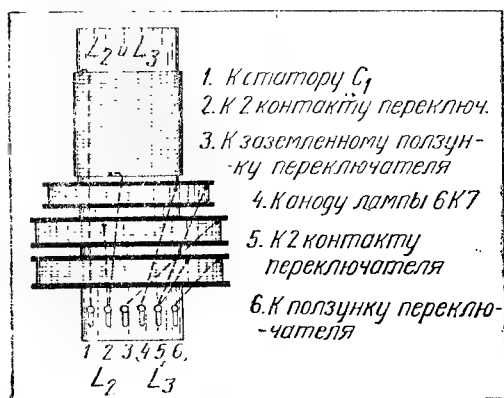 L₂ и L₃
1. К статору C₁
2. К 2 контакту переключ.
3. К заземленному ползун-
-ку переключателя
4. К аноду лампы 6К7
5. К 2 контакту
переключателя
6. К ползунку переклю-
-чателя
1 2 3 4 5 6
L₂ L₃